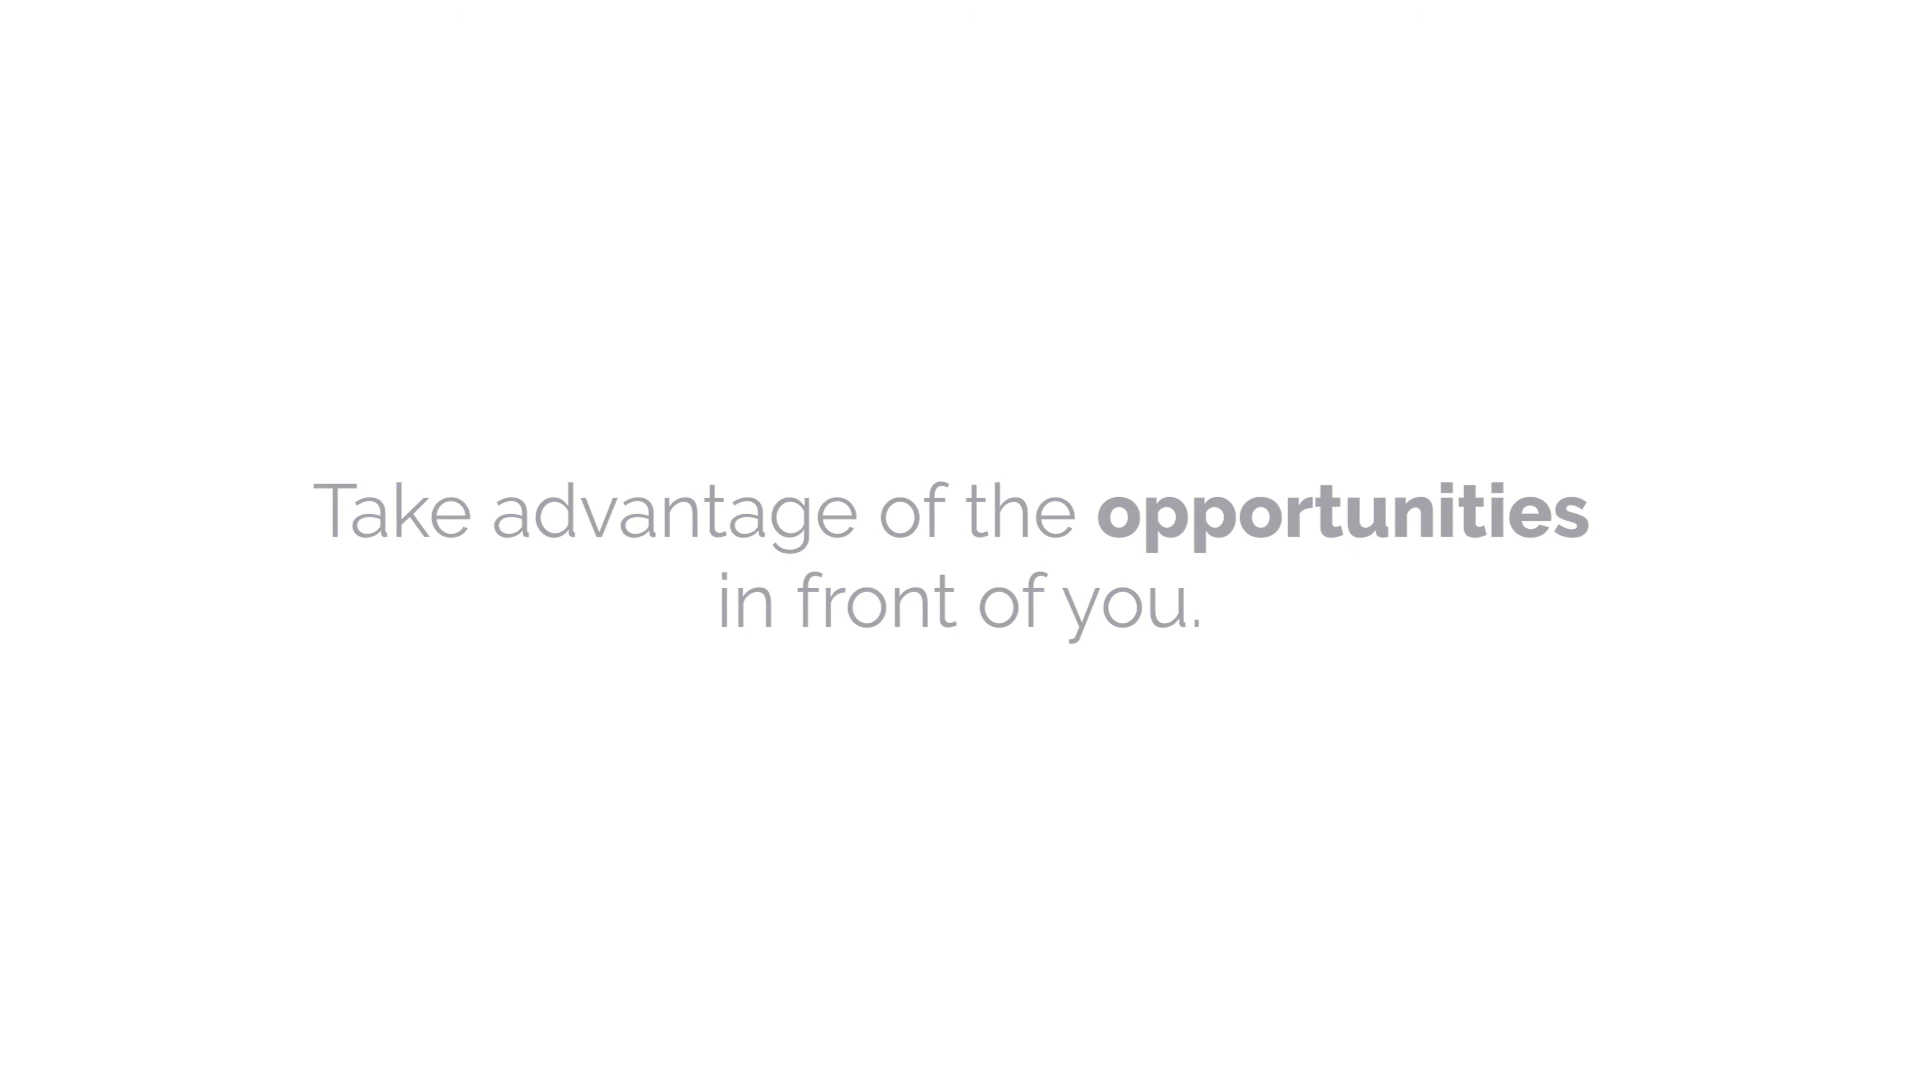 Take advantage of the opportunities
in front of you.